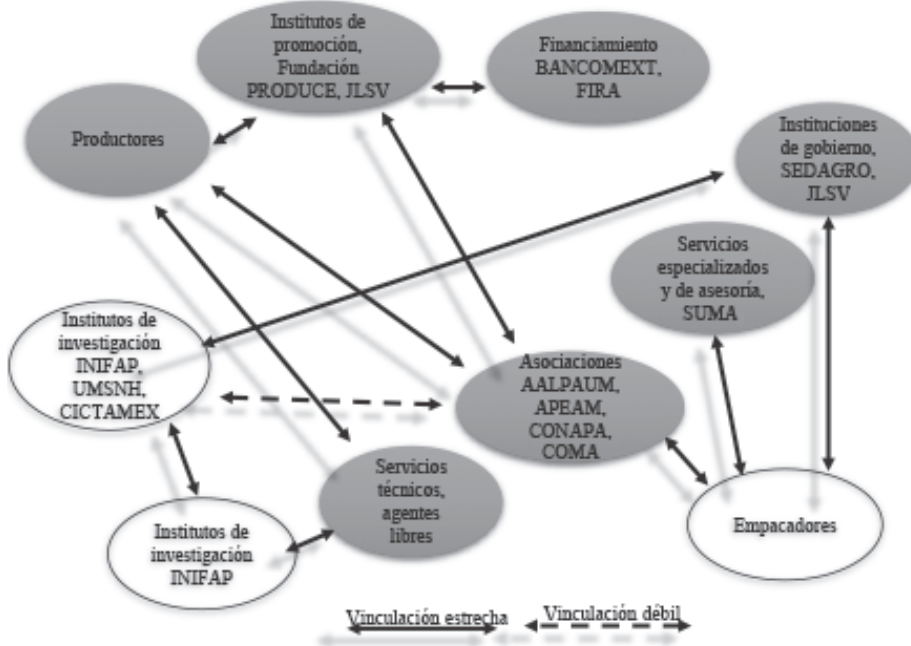 Institutos de
promoción,
Fundación
PRODUCE, JLSV
Financiamiento
BANCOMEXT,
FIRA
Productores
Instituciones
de gobierno,
SEDAGRO,
JLSV
Servicios
especializados
y de asesoría,
SUMA
Institutos de
investigación
INIFAP,
UMSNH,
CICTAMEX
Asociaciones
AALPAUM,
APEAM,
CONAPA,
COMA
Servicios
técnicos,
agentes
libres
Institutos de
investigación
INIFAP
Empacadores
Vinculación estrecha
Vinculación débil